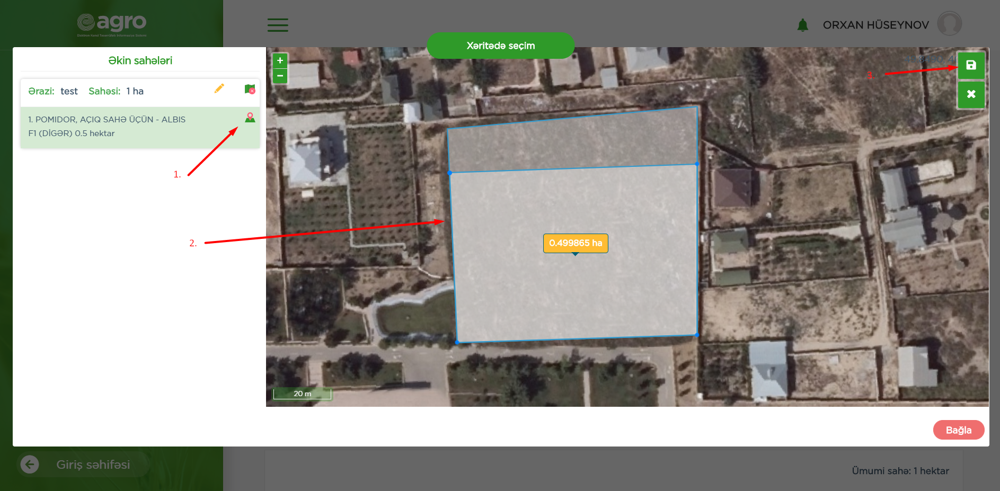 eagro
Elektron Kənd Təsərrüfatı İnformasiya Sistemi
ORXAN HÜSEYNOV
Xəritədə seçim
Əkin sahələri
+
−
Ərazi: test Sahəsi: 1 ha
1. POMIDOR, AÇIQ SAHƏ ÜÇÜN - ALBIS
F1 (DİGƏR) 0.5 hektar
1.
2.
3.
0.499865 ha
20 m
Bağla
Giriş səhifəsi
Ümumi sahə: 1 hektar